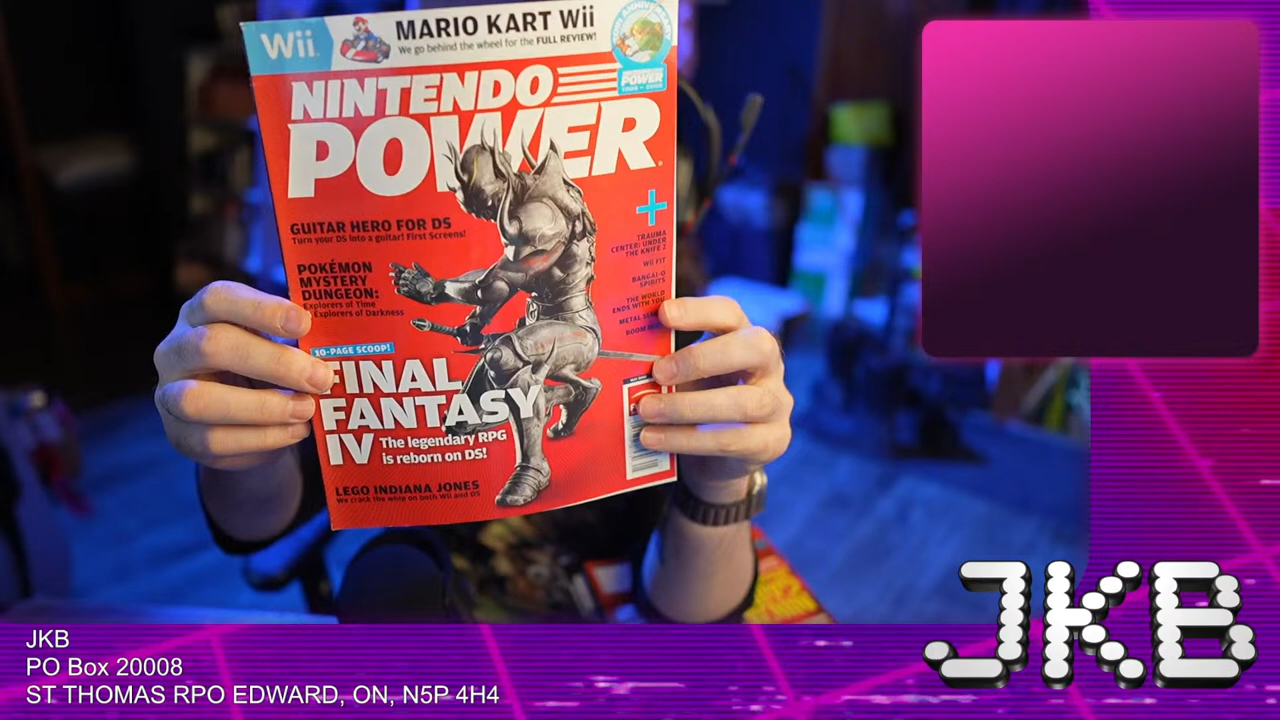 Wii
MARIO KART Wii
We go behind the wheel for the FULL REVIEW!
NINTENDO
POWER
GUITAR HERO FOR DS
Turn your DS into a guitar! First Screens!
POKÉMON
MYSTERY
DUNGEON:
Explorers of Time
Explorers of Darkness
+
TRAUMA
CENTER: UNDER
THE KNIFE 2
Wii FIT
BANGAI-O
SPIRITS
THE WORLD
ENDS WITH YOU
METAL
BOOM
10-PAGE SCOOP!
FINAL
FANTASY
IV
The legendary RPG
is reborn on DS!
LEGO INDIANA JONES
We crack the whip on both Wii and DS
JKB
JKB
PO Box 20008
ST THOMAS RPO EDWARD, ON, N5P 4H4